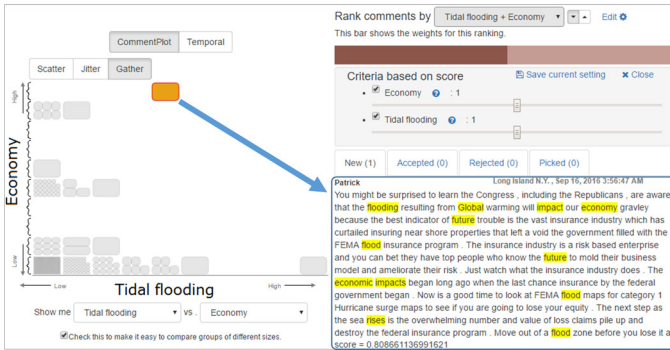 CommentPlot Temporal
Scatter Jitter Gather
High
Economy
Low
Low Tidal flooding High
Show me Tidal flooding vs . Economy
Check this to make it easy to compare groups of different sizes.
Rank comments by Tidal flooding + Economy Edit
This bar shows the weights for this ranking.
Criteria based on score Save current setting Close
Economy : 1
Tidal flooding : 1
New (1) Accepted (0) Rejected (0) Picked (0)
Patrick Long Island N.Y. , Sep 16, 2016 3:56:47 AM
You might be surprised to learn the Congress , including the Republicans , are aware
that the flooding resulting from Global warming will impact our economy gravley
because the best indicator of future trouble is the vast insurance industry which has
curtailed insuring near shore properties that left a void the government filled with the
FEMA flood insurance program . The insurance industry is a risk based enterprise
and you can bet they have top people who know the future to mold their business
model and ameliorate their risk . Just watch what the insurance industry does . The
economic impacts began long ago when the last chance insurance by the federal
government began . Now is a good time to look at FEMA flood maps for category 1
Hurricane surge maps to see if you are going to lose your equity . The next step as
the sea rises is the overwhelming number and value of loss claims pile up and
destroy the federal insurance program . Move out of a flood zone before you lose it a
score = 0.808661136991621